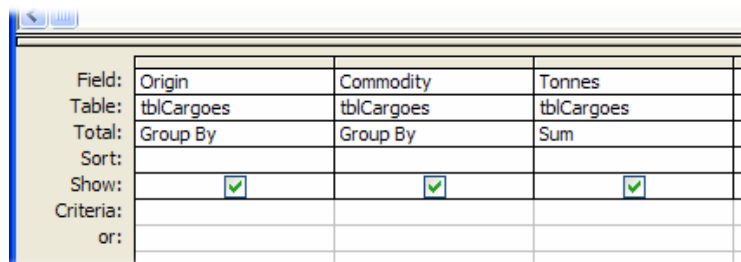 Field: Origin Commodity Tonnes
Table: tblCargoes tblCargoes tblCargoes
Total: Group By Group By Sum
Sort:
Show:
Criteria:
or: